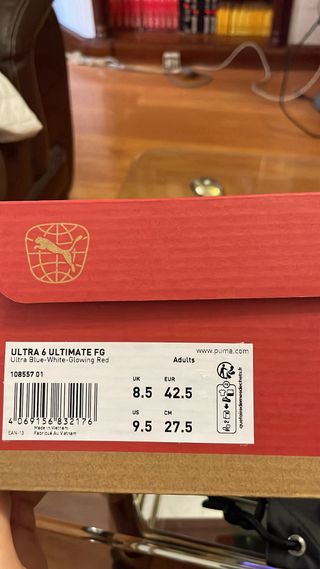 ULTRA 6 ULTIMATE FG
Ultra Blue-White-Glowing Red
108557 01
Adults
www.puma.com
UK EUR
8.5 42.5
US CM
9.5 27.5
4 069156 832176
Made in Vietnam
EAN-13 Fabriqué Au Vietnam
quefairedemesdechets.fr